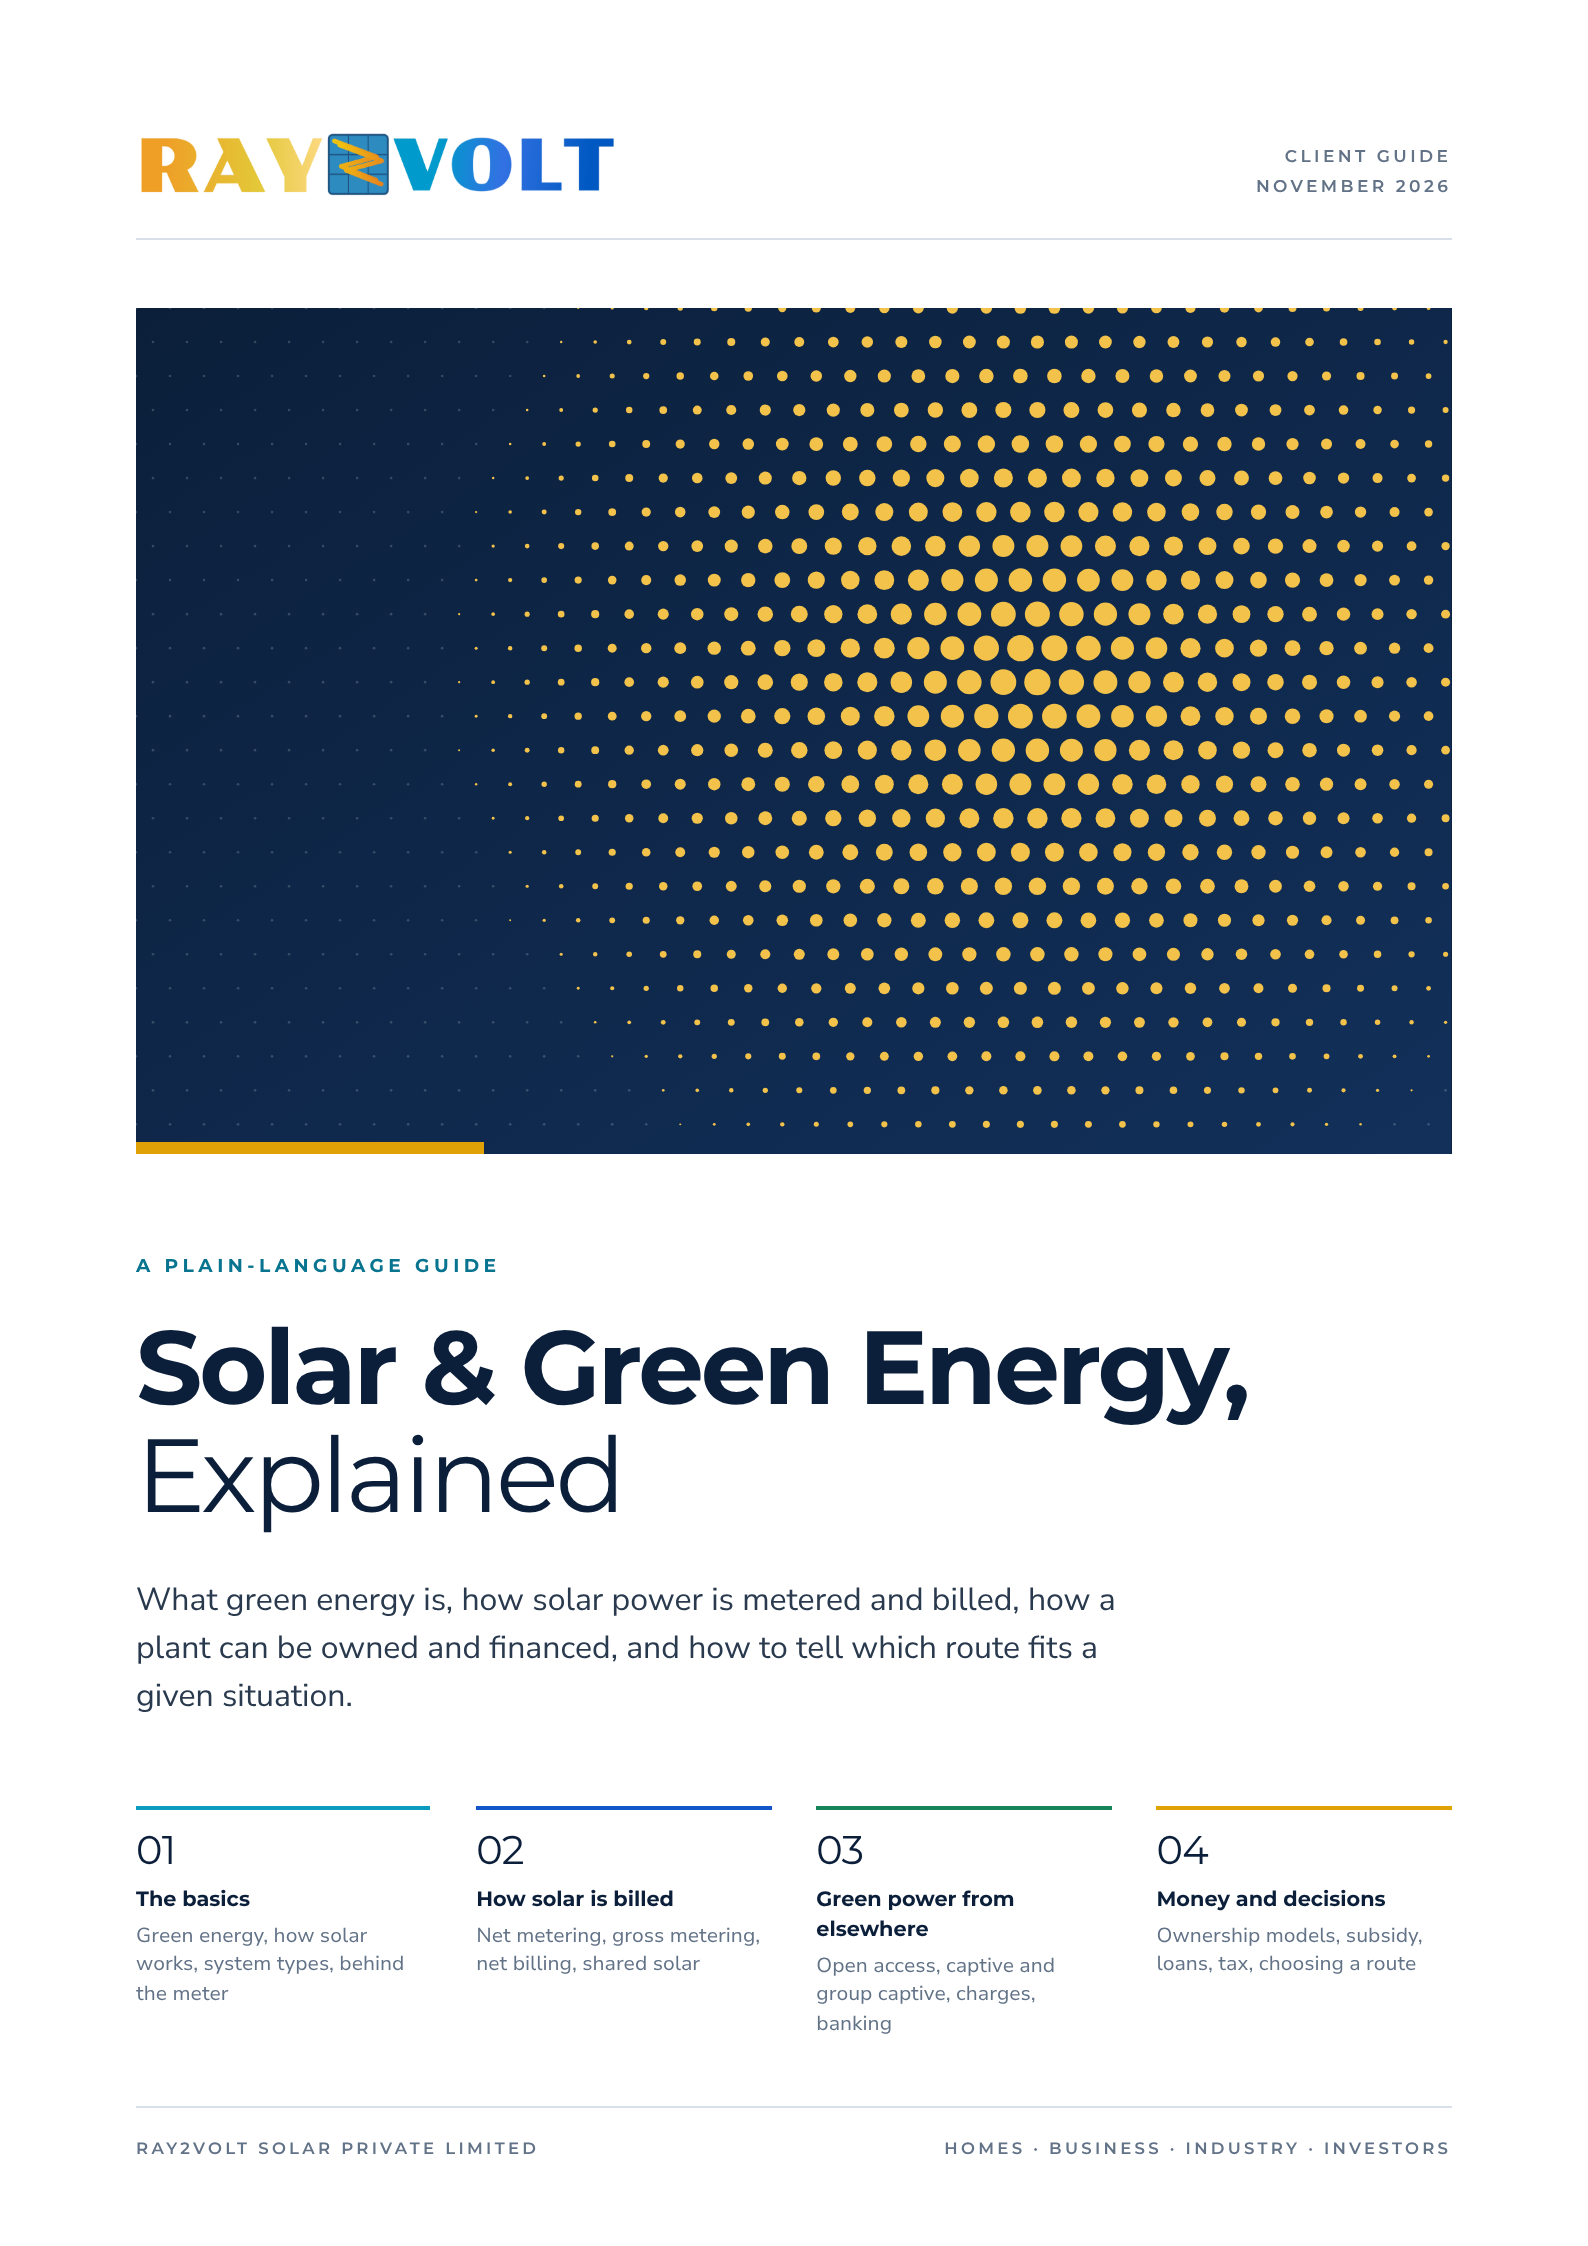 RAY2VOLT
CLIENT GUIDE
NOVEMBER 2026
A PLAIN-LANGUAGE GUIDE
Solar & Green Energy,
Explained
What green energy is, how solar power is metered and billed, how a
plant can be owned and financed, and how to tell which route fits a
given situation.
01
The basics
Green energy, how solar
works, system types, behind
the meter
02
How solar is billed
Net metering, gross metering,
net billing, shared solar
03
Green power from
elsewhere
Open access, captive and
group captive, charges,
banking
04
Money and decisions
Ownership models, subsidy,
loans, tax, choosing a route
RAY2VOLT SOLAR PRIVATE LIMITED
HOMES · BUSINESS · INDUSTRY · INVESTORS